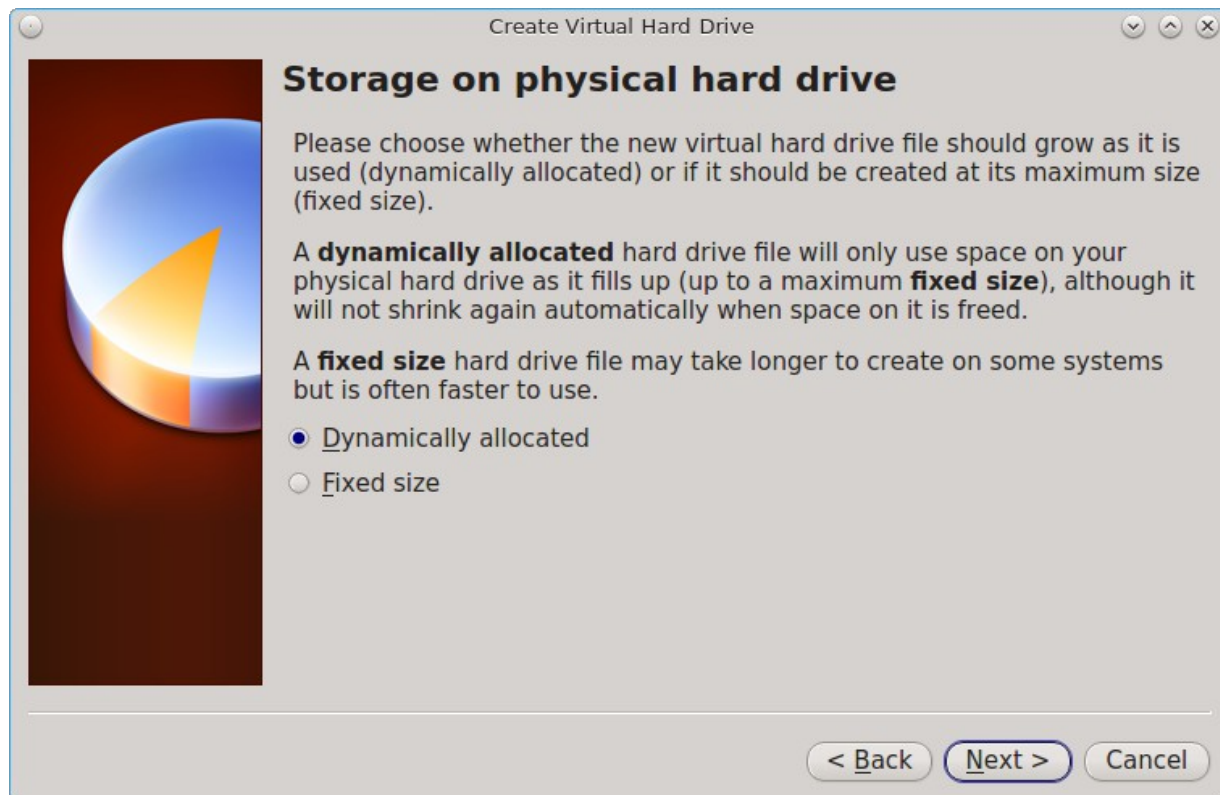 Create Virtual Hard Drive
Storage on physical hard drive
Please choose whether the new virtual hard drive file should grow as it is
used (dynamically allocated) or if it should be created at its maximum size
(fixed size).
A dynamically allocated hard drive file will only use space on your
physical hard drive as it fills up (up to a maximum fixed size), although it
will not shrink again automatically when space on it is freed.
A fixed size hard drive file may take longer to create on some systems
but is often faster to use.
Dynamically allocated
Fixed size
< Back Next > Cancel